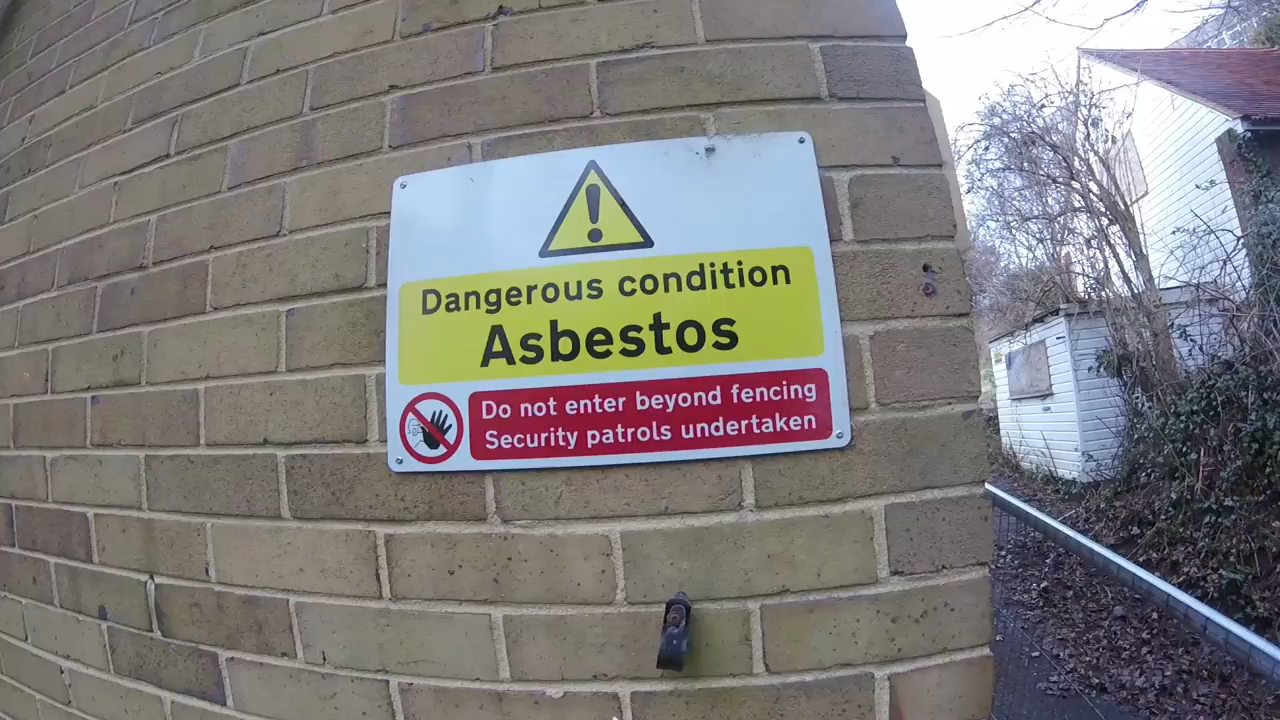 Dangerous condition
Asbestos
Do not enter beyond fencing
Security patrols undertaken